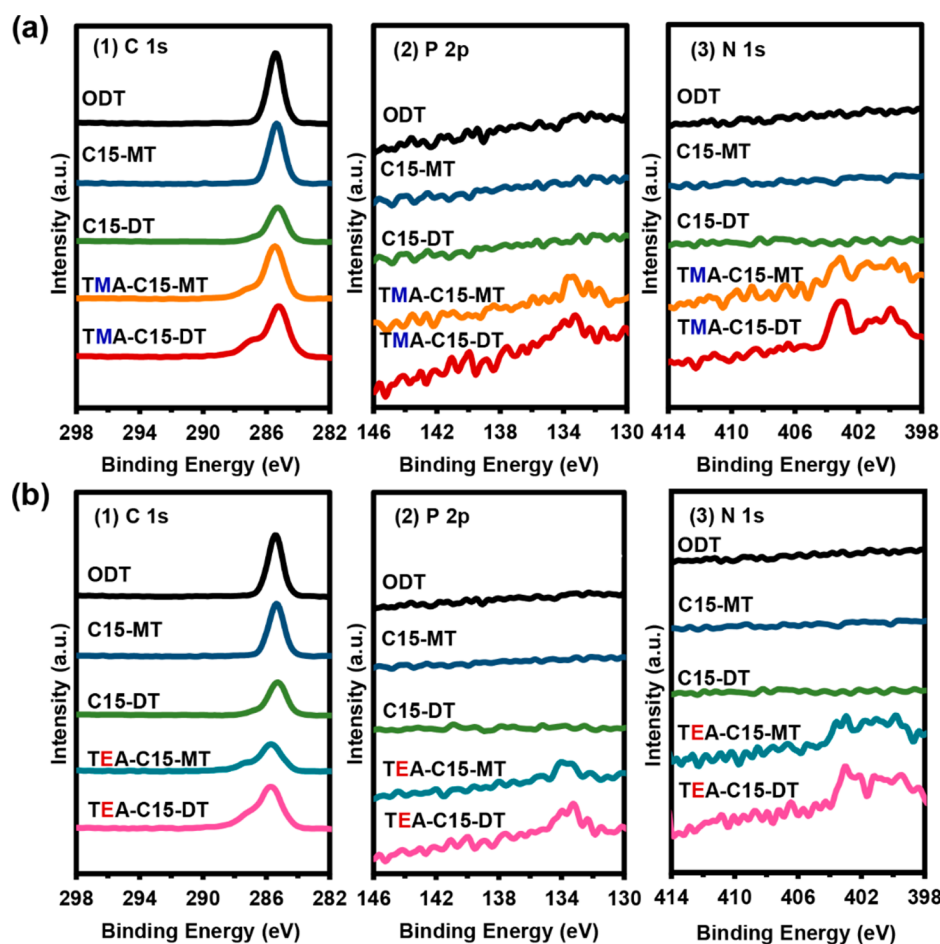 (a)
(1) C 1s
ODT
C15-MT
C15-DT
TMA-C15-MT
TMA-C15-DT
Intensity (a.u.)
298 294 290 286 282
Binding Energy (eV)
(2) P 2p
ODT
C15-MT
C15-DT
TMA-C15-MT
TMA-C15-DT
Intensity (a.u.)
146 142 138 134 130
Binding Energy (eV)
(3) N 1s
ODT
C15-MT
C15-DT
TMA-C15-MT
TMA-C15-DT
Intensity (a.u.)
414 410 406 402 398
Binding Energy (eV)
(b)
(1) C 1s
ODT
C15-MT
C15-DT
TEA-C15-MT
TEA-C15-DT
Intensity (a.u.)
298 294 290 286 282
Binding Energy (eV)
(2) P 2p
ODT
C15-MT
C15-DT
TEA-C15-MT
TEA-C15-DT
Intensity (a.u.)
146 142 138 134 130
Binding Energy (eV)
(3) N 1s
ODT
C15-MT
C15-DT
TEA-C15-MT
TEA-C15-DT
Intensity (a.u.)
414 410 406 402 398
Binding Energy (eV)